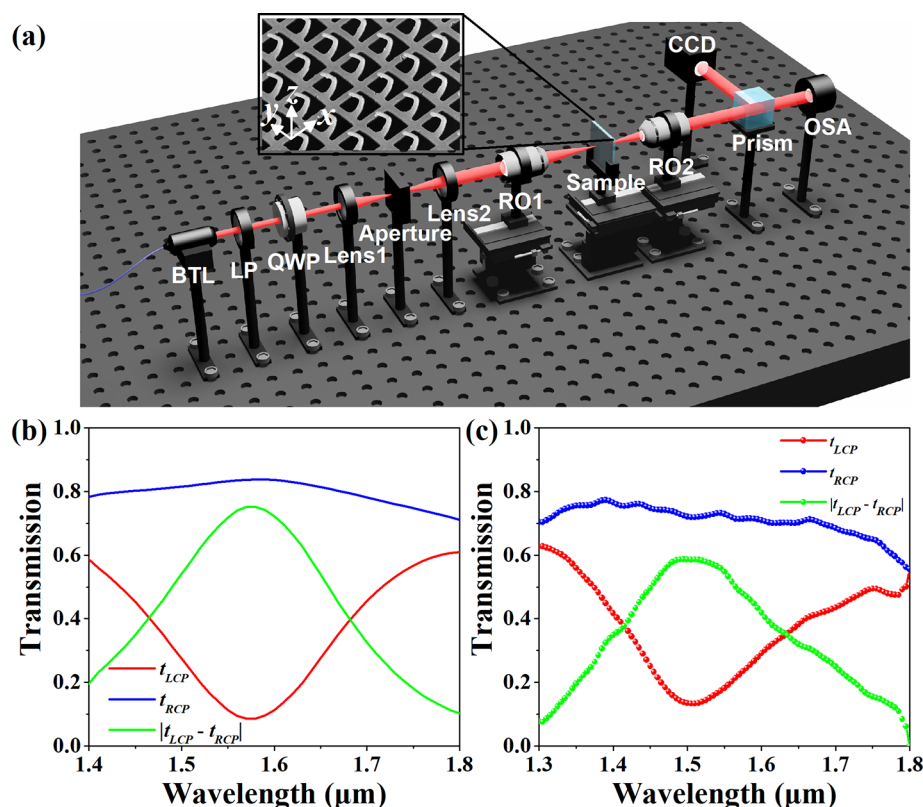 (a)
z
y
x
CCD
OSA
Prism
RO2
Sample
RO1
Lens2
Aperture
Lens1
QWP
LP
BTL
(b)
1.0
0.8
0.6
0.4
0.2
0.0
Transmission
t_LCP
t_RCP
|t_LCP - t_RCP|
1.4 1.5 1.6 1.7 1.8
Wavelength (μm)
(c)
1.0
0.8
0.6
0.4
0.2
0.0
Transmission
t_LCP
t_RCP
|t_LCP - t_RCP|
1.3 1.4 1.5 1.6 1.7 1.8
Wavelength (μm)